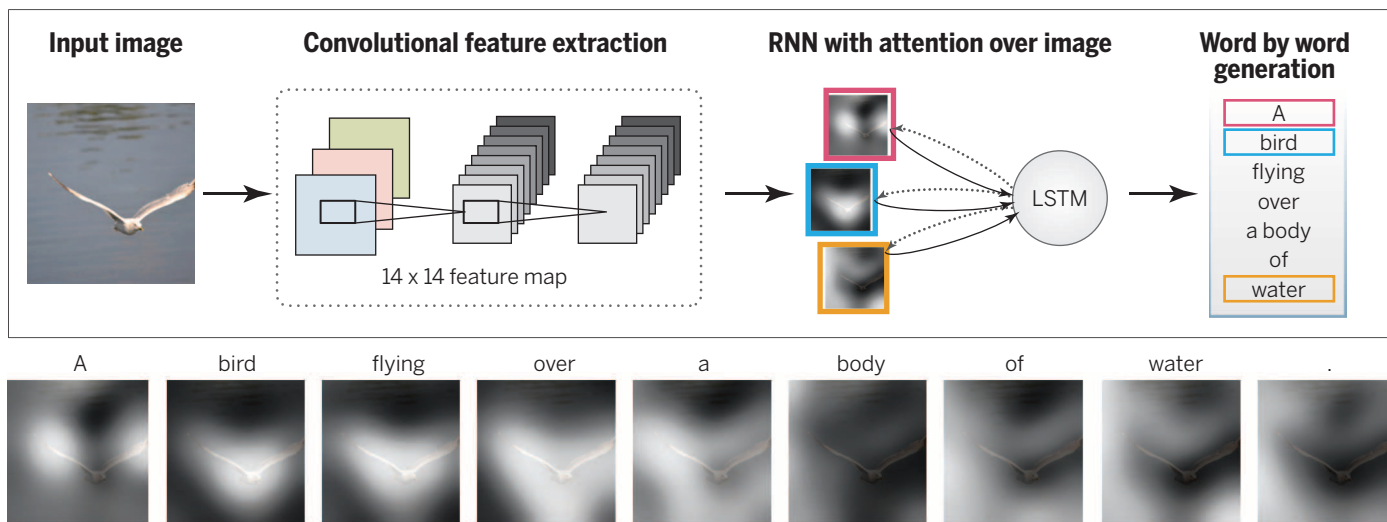 Input image
Convolutional feature extraction
RNN with attention over image
Word by word
generation
14 x 14 feature map
LSTM
A
bird
flying
over
a body
of
water
A bird flying over a body of water .